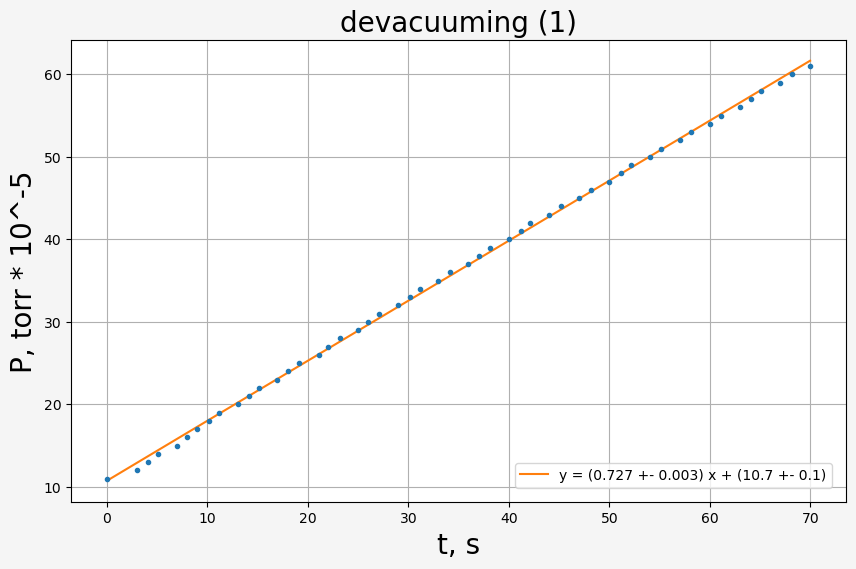 devacuuming (1)
P, torr * 10^-5
60
50
40
30
20
10
y = (0.727 +- 0.003) x + (10.7 +- 0.1)
0 10 20 30 40 50 60 70
t, s